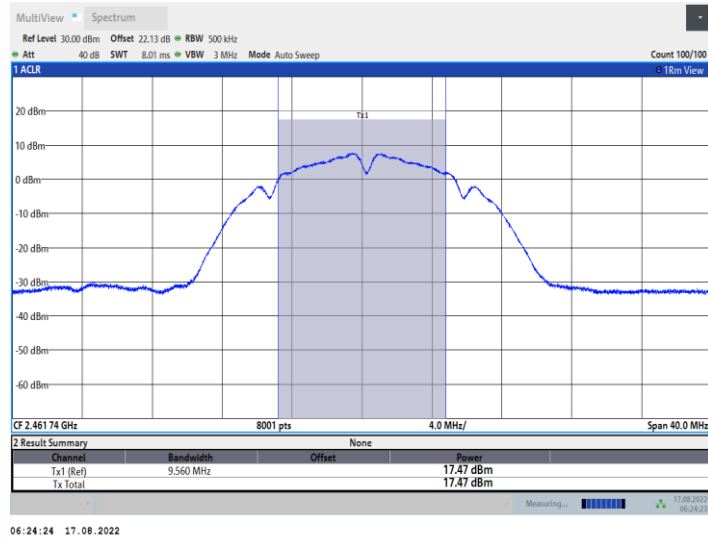 MultiView Spectrum
Ref Level 30.00 dBm Offset 22.13 dB RBW 500 kHz
Att 40 dB SWT 8.01 ms VBW 3 MHz Mode Auto Sweep Count 100/100
1 ACLR 1Rm View
Tx1
20 dBm
10 dBm
0 dBm
-10 dBm
-20 dBm
-30 dBm
-40 dBm
-50 dBm
-60 dBm
CF 2.46174 GHz 8001 pts 4.0 MHz/ Span 40.0 MHz
2 Result Summary None
Channel Bandwidth Offset Power
Tx1 (Ref) 9.560 MHz 17.47 dBm
Tx Total 17.47 dBm
Measuring... 17.08.2022
06:24:23
06:24:24 17.08.2022